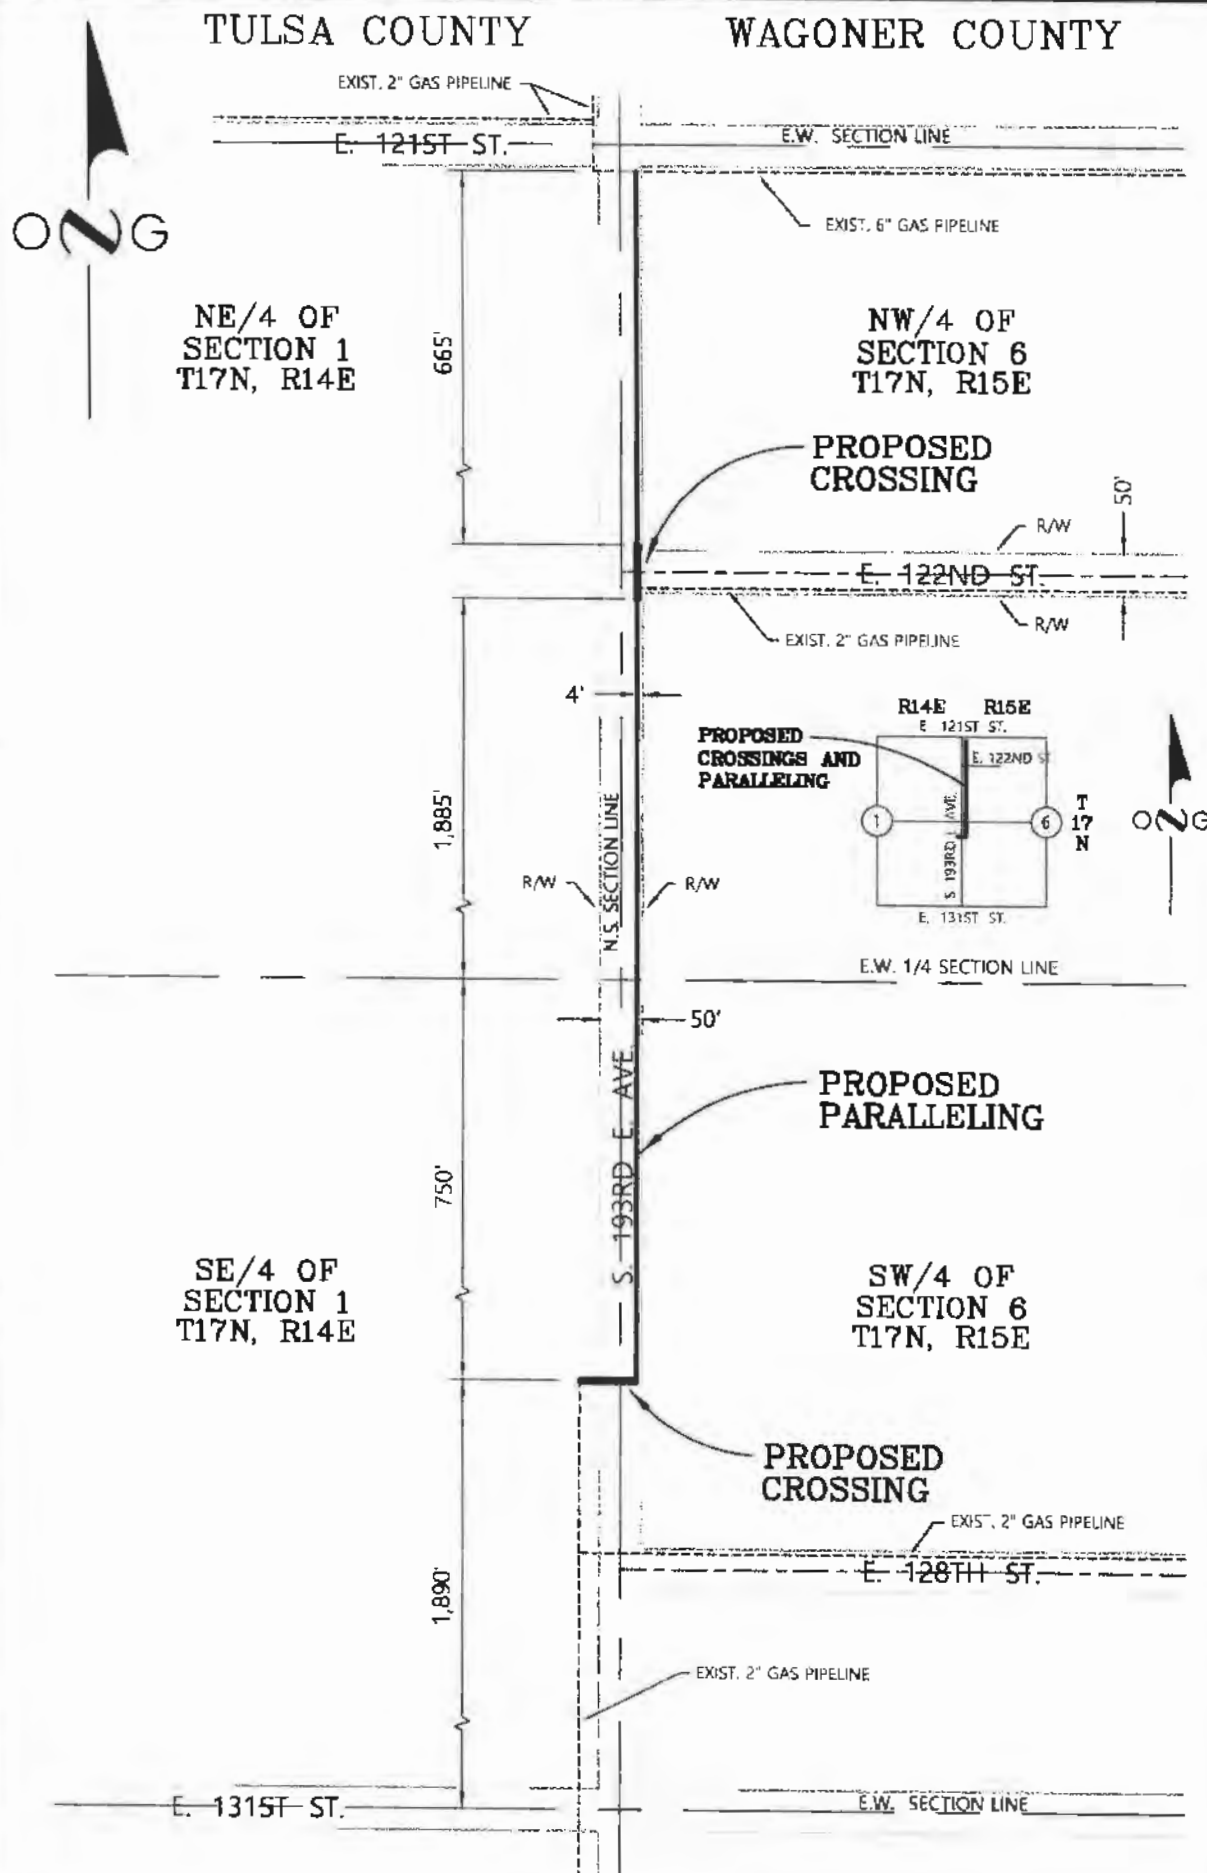 TULSA COUNTY
WAGONER COUNTY
EXIST. 2" GAS PIPELINE
E. 121ST ST.
E.W. SECTION LINE
EXIST. 6" GAS PIPELINE
ONG
NE/4 OF
SECTION 1
T17N, R14E
665'
NW/4 OF
SECTION 6
T17N, R15E
PROPOSED
CROSSING
50'
R/W
E. 122ND ST.
R/W
EXIST. 2" GAS PIPELINE
4'
R14E R15E
E 121ST ST.
PROPOSED
CROSSINGS AND
PARALLELING
E. 122ND S
S 193RD E AVE.
1
6
T
17
N
ONG
E. 131ST ST.
1,885'
N.S. SECTION LINE
R/W
R/W
E.W. 1/4 SECTION LINE
50'
S. 193RD E. AVE.
PROPOSED
PARALLELING
750'
SE/4 OF
SECTION 1
T17N, R14E
SW/4 OF
SECTION 6
T17N, R15E
PROPOSED
CROSSING
EXIST. 2" GAS PIPELINE
E. 128TH ST.
1,890'
EXIST. 2" GAS PIPELINE
E. 131ST ST.
E.W. SECTION LINE